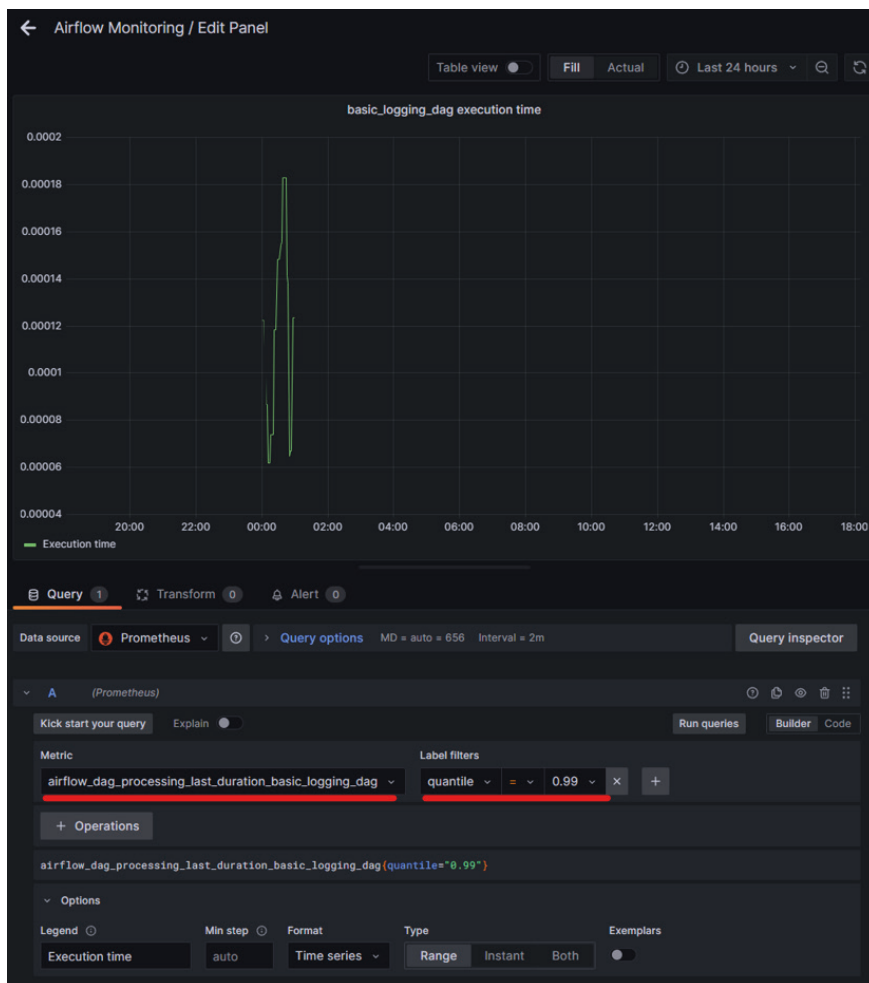 Airflow Monitoring / Edit Panel
Table view Fill Actual Last 24 hours
basic_logging_dag execution time
0.0002
0.00018
0.00016
0.00014
0.00012
0.0001
0.00008
0.00006
0.00004
20:00 22:00 00:00 02:00 04:00 06:00 08:00 10:00 12:00 14:00 16:00 18:00
Execution time
Query 1 Transform 0 Alert 0
Data source Prometheus Query options MD = auto = 656 Interval = 2m Query inspector
A (Prometheus)
Kick start your query Explain Run queries Builder Code
Metric Label filters
airflow_dag_processing_last_duration_basic_logging_dag quantile = 0.99
+ Operations
airflow_dag_processing_last_duration_basic_logging_dag{quantile="0.99"}
Options
Legend Min step Format Type Exemplars
Execution time auto Time series Range Instant Both